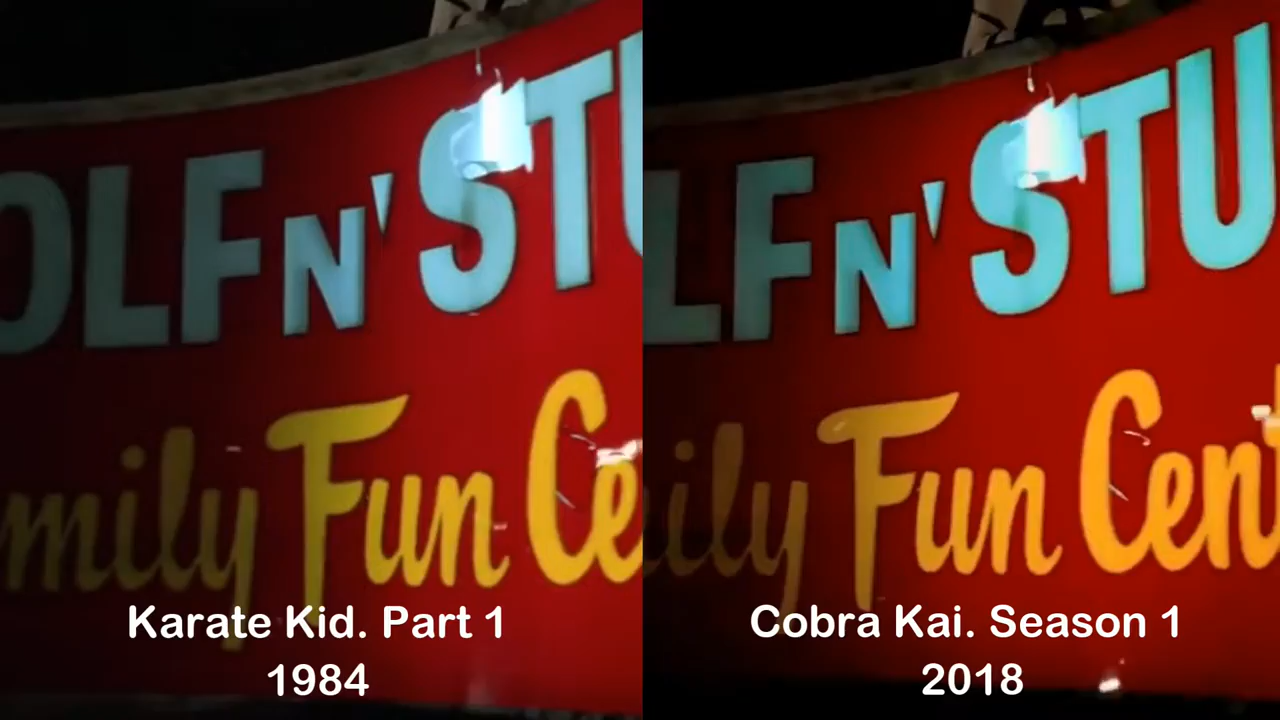 OLF N' STU
mily Fun Ce
Karate Kid. Part 1
1984
LF N' STU
ily Fun Cent
Cobra Kai. Season 1
2018